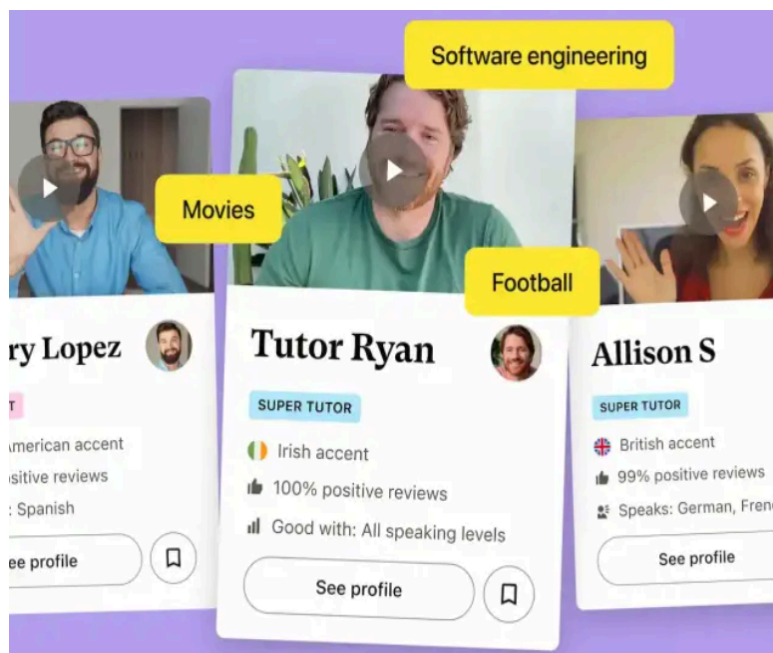 Software engineering
Movies
Football
ry Lopez
T
American accent
sitive reviews
: Spanish
ee profile
Tutor Ryan
SUPER TUTOR
Irish accent
100% positive reviews
Good with: All speaking levels
See profile
Allison S
SUPER TUTOR
British accent
99% positive reviews
Speaks: German, Fren
See profile